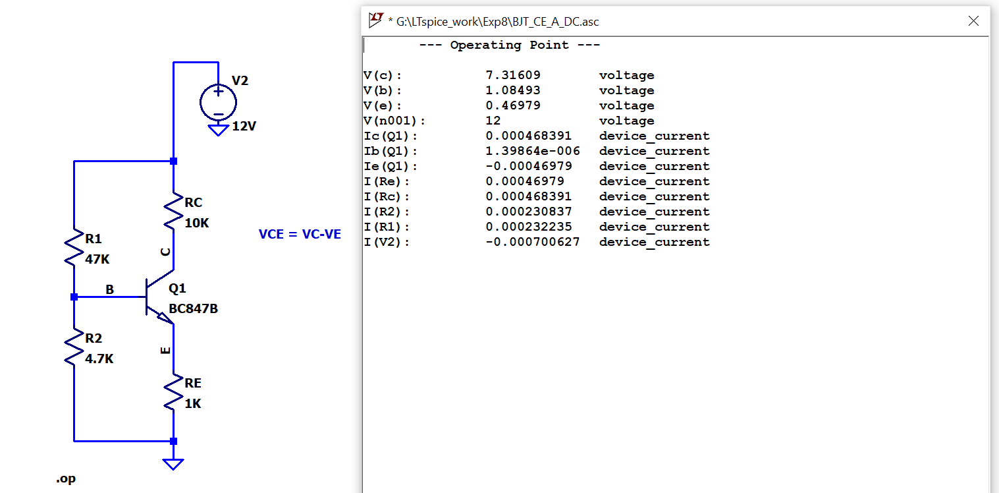 V2
+
12V
RC
10K
VCE = VC-VE
R1
47K
C
B
Q1
BC847B
R2
4.7K
E
RE
1K
.op
* G:\LTspice_work\Exp8\BJT_CE_A_DC.asc
--- Operating Point ---
V(c): 7.31609 voltage
V(b): 1.08493 voltage
V(e): 0.46979 voltage
V(n001): 12 voltage
Ic(Q1): 0.000468391 device_current
Ib(Q1): 1.39864e-006 device_current
Ie(Q1): -0.00046979 device_current
I(Re): 0.00046979 device_current
I(Rc): 0.000468391 device_current
I(R2): 0.000230837 device_current
I(R1): 0.000232235 device_current
I(V2): -0.000700627 device_current